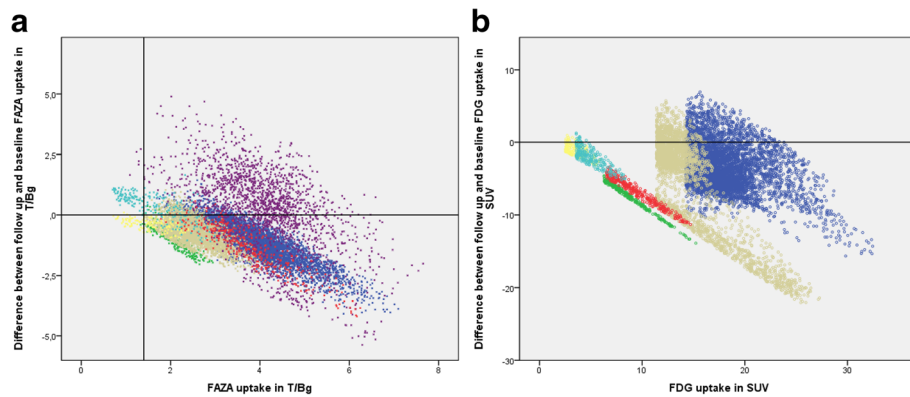 a
b
Difference between follow up and baseline FAZA uptake in
T/Bg
5,0
2,5
,0
-2,5
-5,0
0
2
4
6
8
FAZA uptake in T/Bg
Difference between follow up and baseline FDG uptake in
SUV
10
0
-10
-20
-30
0
10
20
30
FDG uptake in SUV